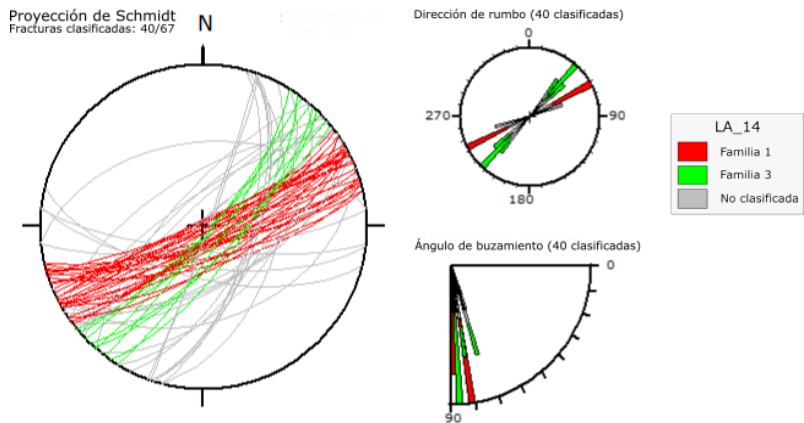 Proyección de Schmidt
Fracturas clasificadas: 40/67
N
Dirección de rumbo (40 clasificadas)
0
270
90
180
LA_14
Familia 1
Familia 3
No clasificada
Ángulo de buzamiento (40 clasificadas)
0
90